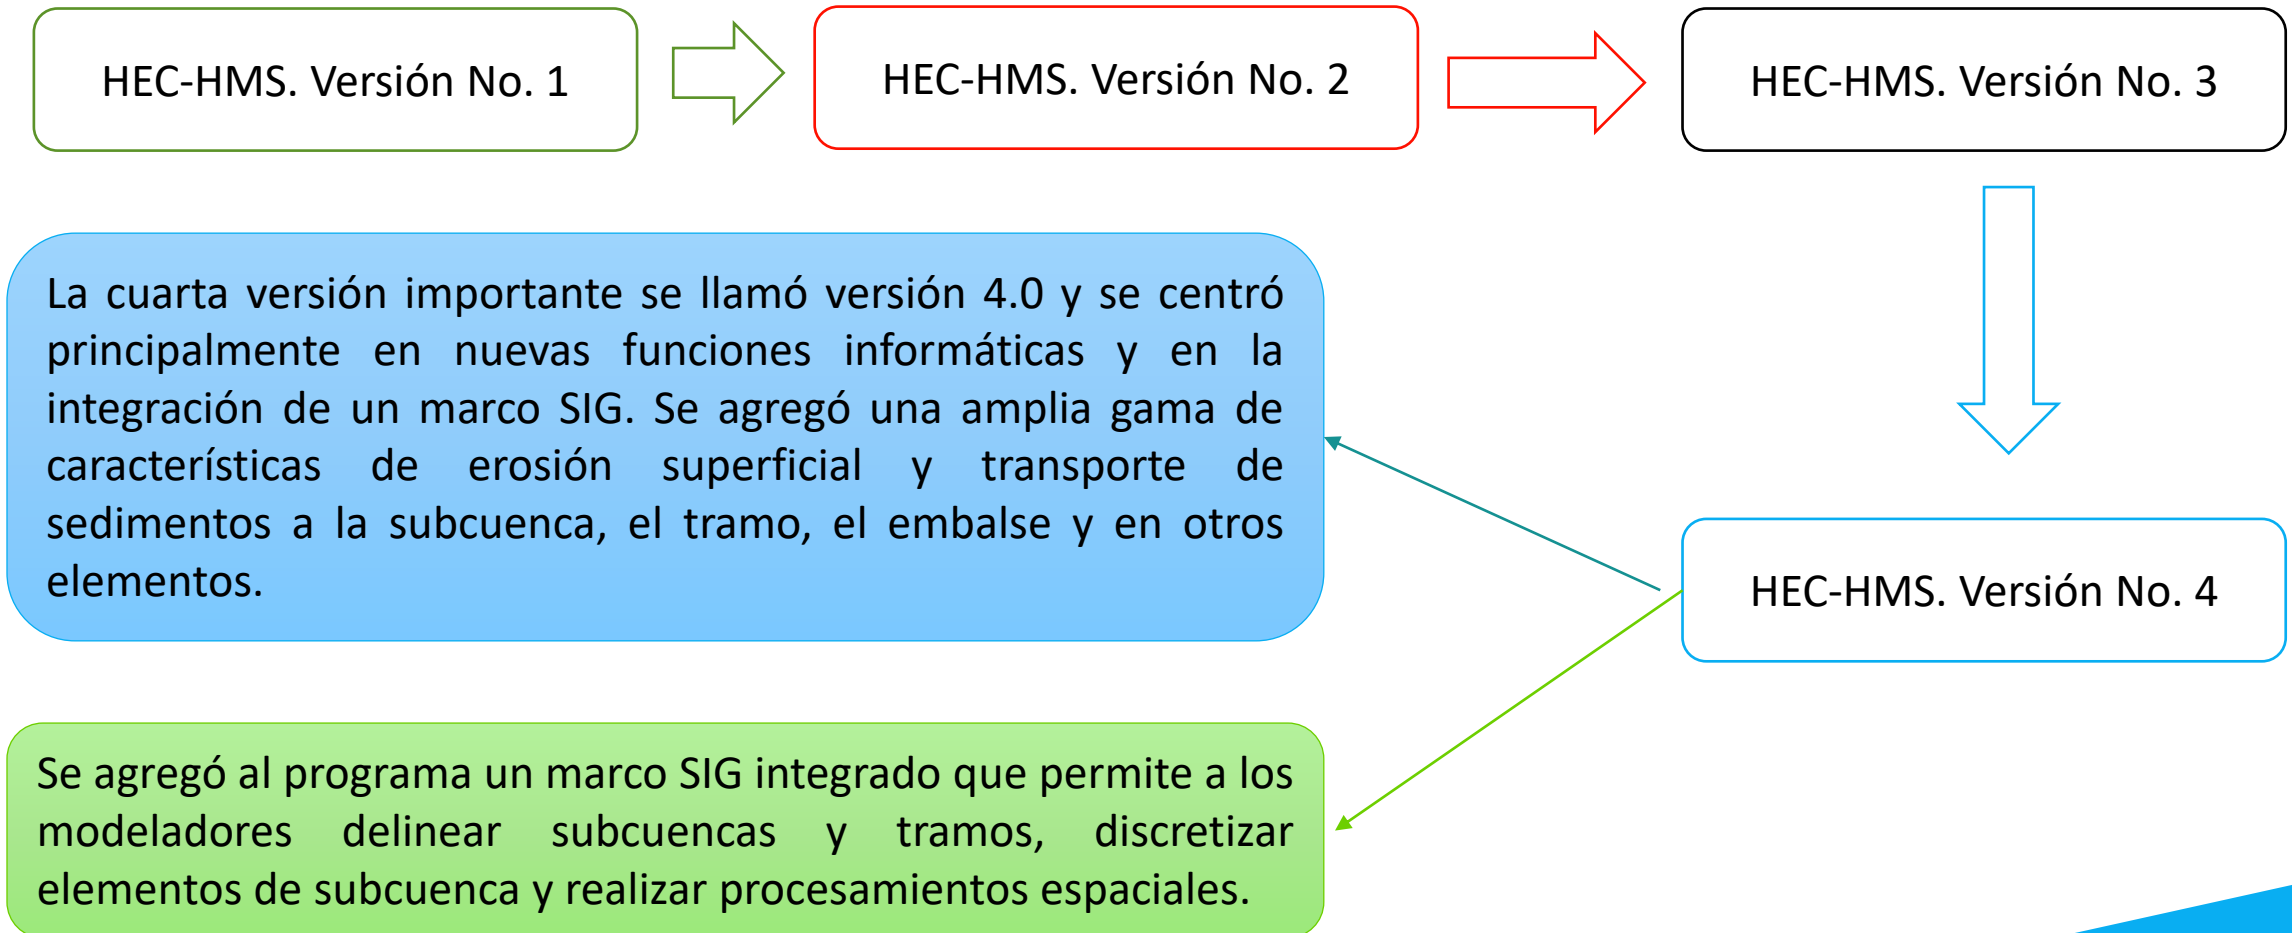 HEC-HMS. Versión No. 1
HEC-HMS. Versión No. 2
HEC-HMS. Versión No. 3
La cuarta versión importante se llamó versión 4.0 y se centró
principalmente en nuevas funciones informáticas y en la
integración de un marco SIG. Se agregó una amplia gama de
características de erosión superficial y transporte de
sedimentos a la subcuenca, el tramo, el embalse y en otros
elementos.
HEC-HMS. Versión No. 4
Se agregó al programa un marco SIG integrado que permite a los
modeladores delinear subcuencas y tramos, discretizar
elementos de subcuenca y realizar procesamientos espaciales.